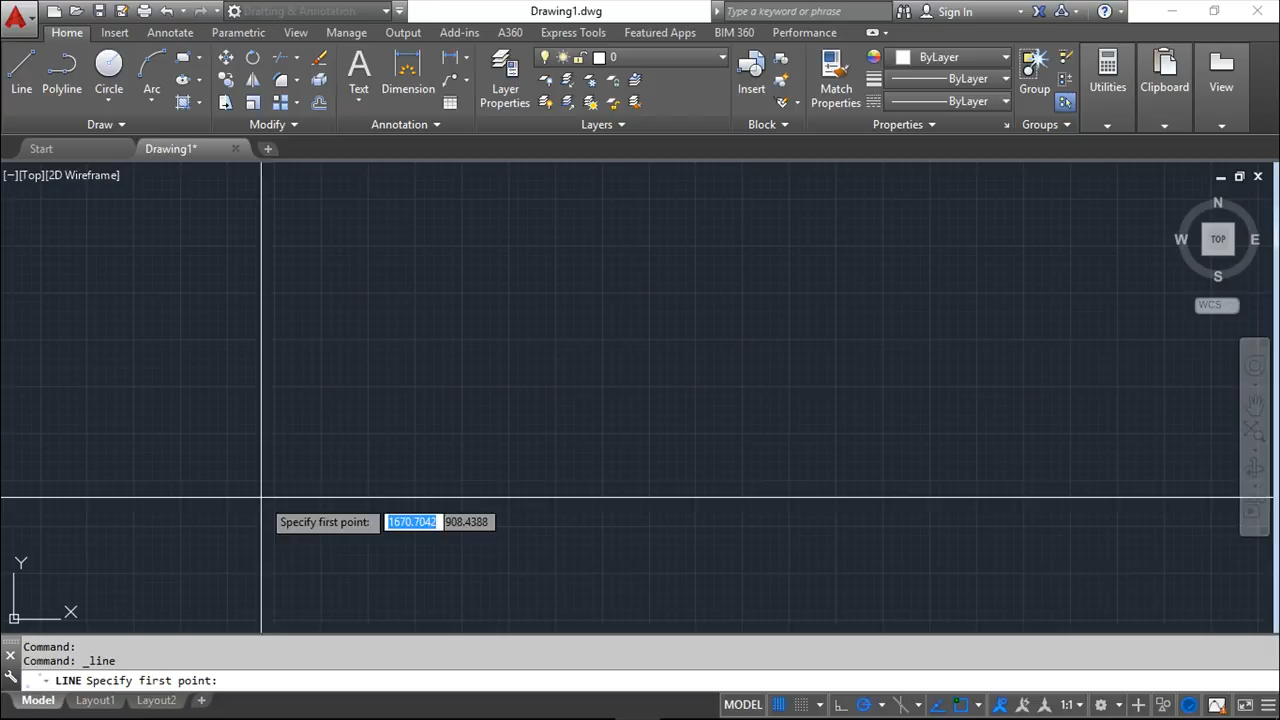 Drafting & Annotation
Drawing1.dwg
Type a keyword or phrase
Sign In
Home Insert Annotate Parametric View Manage Output Add-ins A360 Express Tools Featured Apps BIM 360 Performance
0
ByLayer
ByLayer
ByLayer
Line Polyline Circle Arc Text Dimension Layer Properties Insert Match Properties Group Utilities Clipboard View
Draw Modify Annotation Layers Block Properties Groups
Start Drawing1*
[−][Top][2D Wireframe]
N
W TOP E
S
WCS
Specify first point: 1670.7042 908.4388
Y
X
Command:
Command: _line
LINE Specify first point:
Model Layout1 Layout2 MODEL 1:1